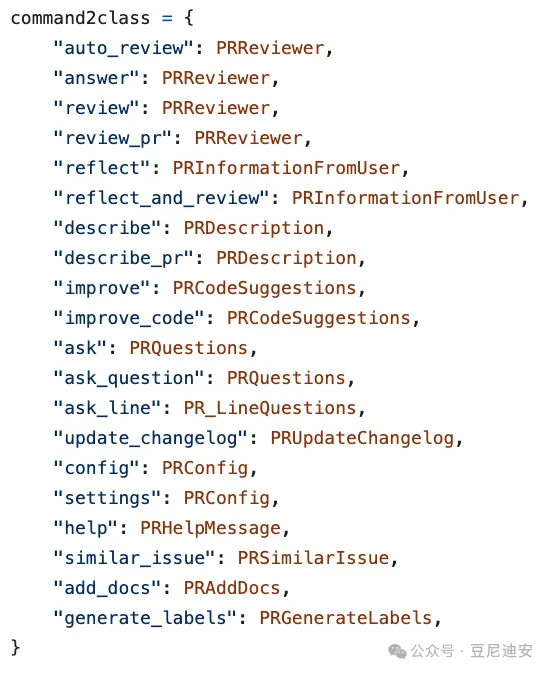 command2class = {
    "auto_review": PRReviewer,
    "answer": PRReviewer,
    "review": PRReviewer,
    "review_pr": PRReviewer,
    "reflect": PRInformationFromUser,
    "reflect_and_review": PRInformationFromUser,
    "describe": PRDescription,
    "describe_pr": PRDescription,
    "improve": PRCodeSuggestions,
    "improve_code": PRCodeSuggestions,
    "ask": PRQuestions,
    "ask_question": PRQuestions,
    "ask_line": PR_LineQuestions,
    "update_changelog": PRUpdateChangelog,
    "config": PRConfig,
    "settings": PRConfig,
    "help": PRHelpMessage,
    "similar_issue": PRSimilarIssue,
    "add_docs": PRAddDocs,
    "generate_labels": PRGenerateLabels,
}
公众号 · 豆尼迪安